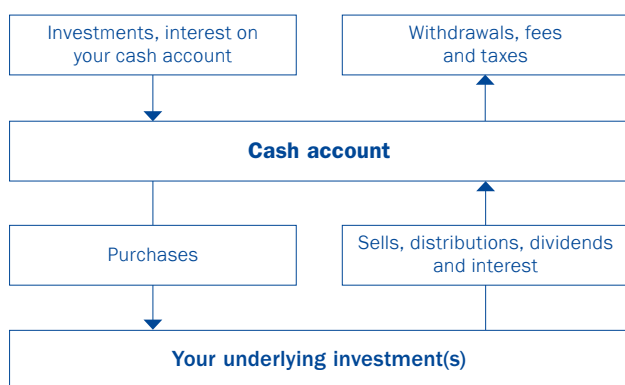 Investments, interest on
your cash account
Withdrawals, fees
and taxes
Cash account
Purchases
Sells, distributions, dividends
and interest
Your underlying investment(s)